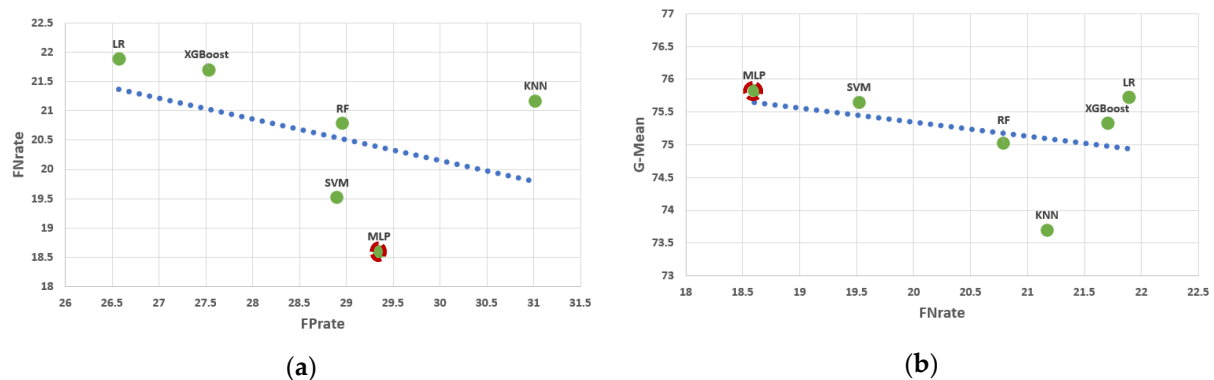 22.5
22
21.5
21
20.5
20
19.5
19
18.5
18
FNrate
LR
XGBoost
KNN
RF
SVM
MLP
26 26.5 27 27.5 28 28.5 29 29.5 30 30.5 31 31.5
FPrate
(a)
77
76.5
76
75.5
75
74.5
74
73.5
73
G-Mean
MLP
SVM
LR
XGBoost
RF
KNN
18 18.5 19 19.5 20 20.5 21 21.5 22 22.5
FNrate
(b)